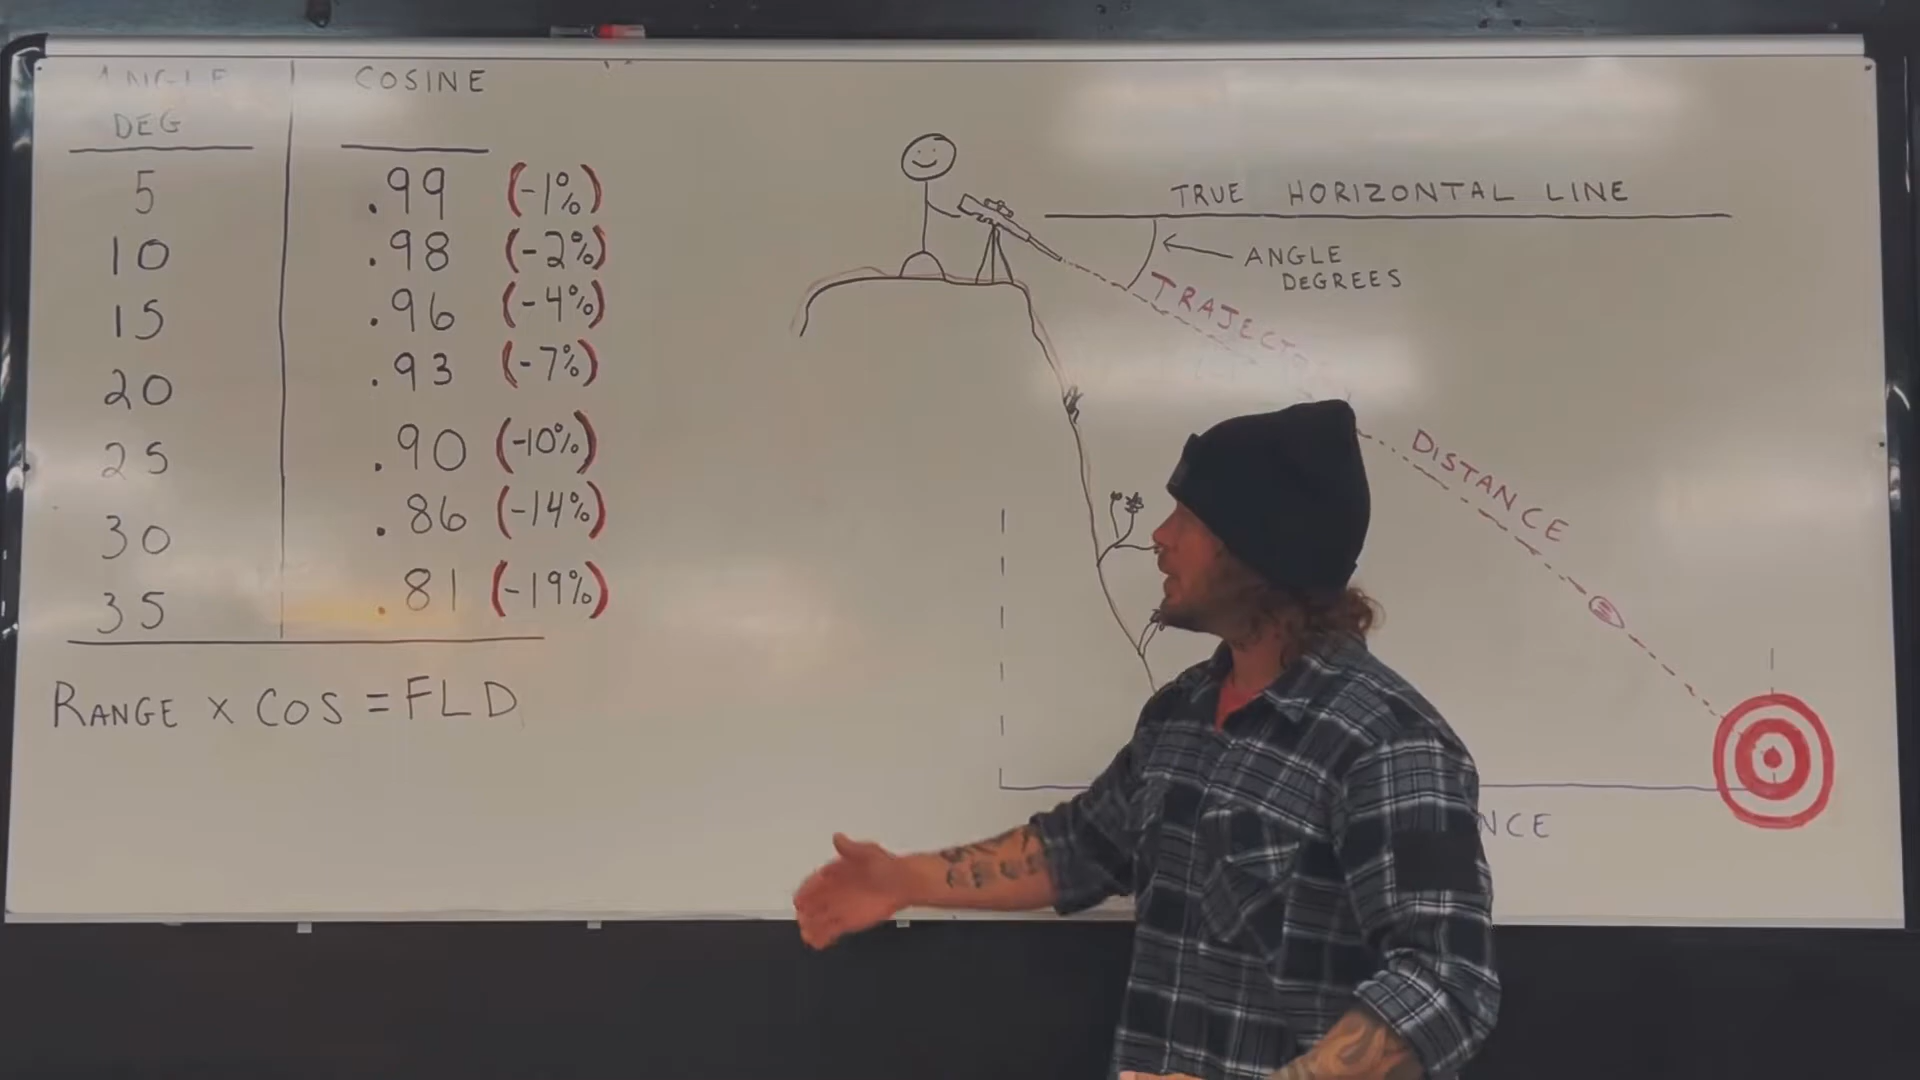 ANGLE COSINE
DEG
5 .99 (-1%)
10 .98 (-2%)
15 .96 (-4%)
20 .93 (-7%)
25 .90 (-10%)
30 .86 (-14%)
35 .81 (-19%)
RANGE x COS = FLD
TRUE HORIZONTAL LINE
ANGLE
DEGREES
DISTANCE